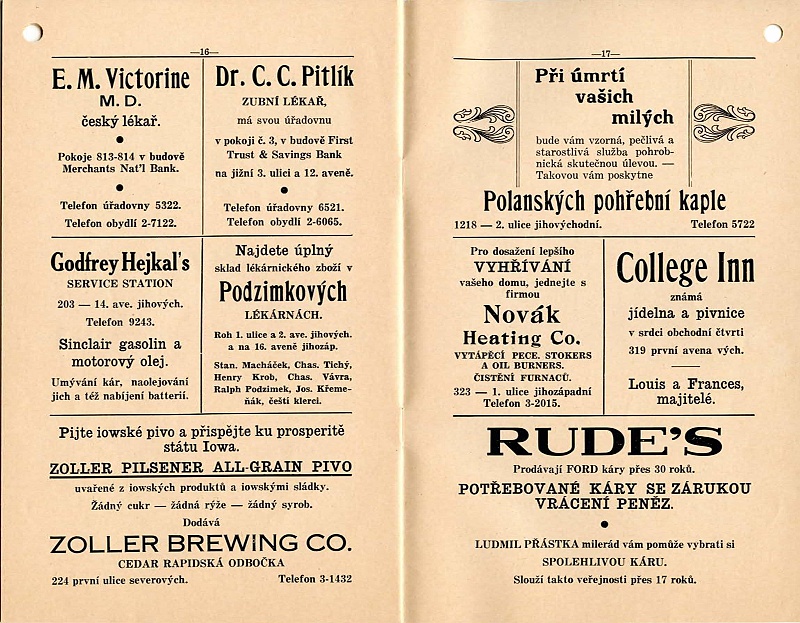 —16—
E. M. Victorine
M. D.
český lékař.
Pokoje 813-814 v budově
Merchants Nat'l Bank.
Telefon úřadovny 5322.
Telefon obydlí 2-7122.
Dr. C. C. Pitlík
ZUBNÍ LÉKAŘ,
má svou úřadovnu
v pokoji č. 3, v budově First
Trust & Savings Bank
na jižní 3. ulici a 12. aveně.
Telefon úřadovny 6521.
Telefon obydlí 2-6065.
Godfrey Hejkal's
SERVICE STATION
203 — 14. ave. jihových.
Telefon 9243.
Sinclair gasolin a
motorový olej.
Umývání kár, naolejování
jich a též nabíjení batterií.
Najdete úplný
sklad lékárnického zboží v
Podzimkových
LÉKÁRNÁCH.
Roh 1. ulice a 2. ave. jihových.
a na 16. aveně jihozáp.
Stan. Macháček, Chas. Tichý,
Henry Krob, Chas. Vávra,
Ralph Podzimek, Jos. Křeme-
ňák, čeští klerci.
Pijte iowské pivo a přispějte ku prosperitě
státu Iowa.
ZOLLER PILSENER ALL-GRAIN PIVO
uvařené z iowských produktů a iowskými sládky.
Žádný cukr — žádná rýže — žádný syrob.
Dodává
ZOLLER BREWING CO.
CEDAR RAPIDSKÁ ODBOČKA
224 první ulice severových. Telefon 3-1432
—17—
Při úmrtí
vašich
milých
bude vám vzorná, pečlivá a
starostlivá služba pohrob-
nická skutečnou úlevou. —
Takovou vám poskytne
Polanských pohřební kaple
1218 — 2. ulice jihovýchodní. Telefon 5722
Pro dosažení lepšího
VYHŘÍVÁNÍ
vašeho domu, jednejte s
firmou
Novák
Heating Co.
VYTÁPĚCÍ PECE. STOKERS
A OIL BURNERS.
ČISTĚNÍ FURNACŮ.
323 — 1. ulice jihozápadní
Telefon 3-2015.
College Inn
známá
jídelna a pivnice
v srdci obchodní čtvrti
319 první avena vých.
Louis a Frances,
majitelé.
RUDE'S
Prodávají FORD káry přes 30 roků.
POTŘEBOVANÉ KÁRY SE ZÁRUKOU
VRÁCENÍ PENĚZ.
LUDMIL PŘÁSTKA milerád vám pomůže vybrati si
SPOLEHLIVOU KÁRU.
Slouží takto veřejnosti přes 17 roků.